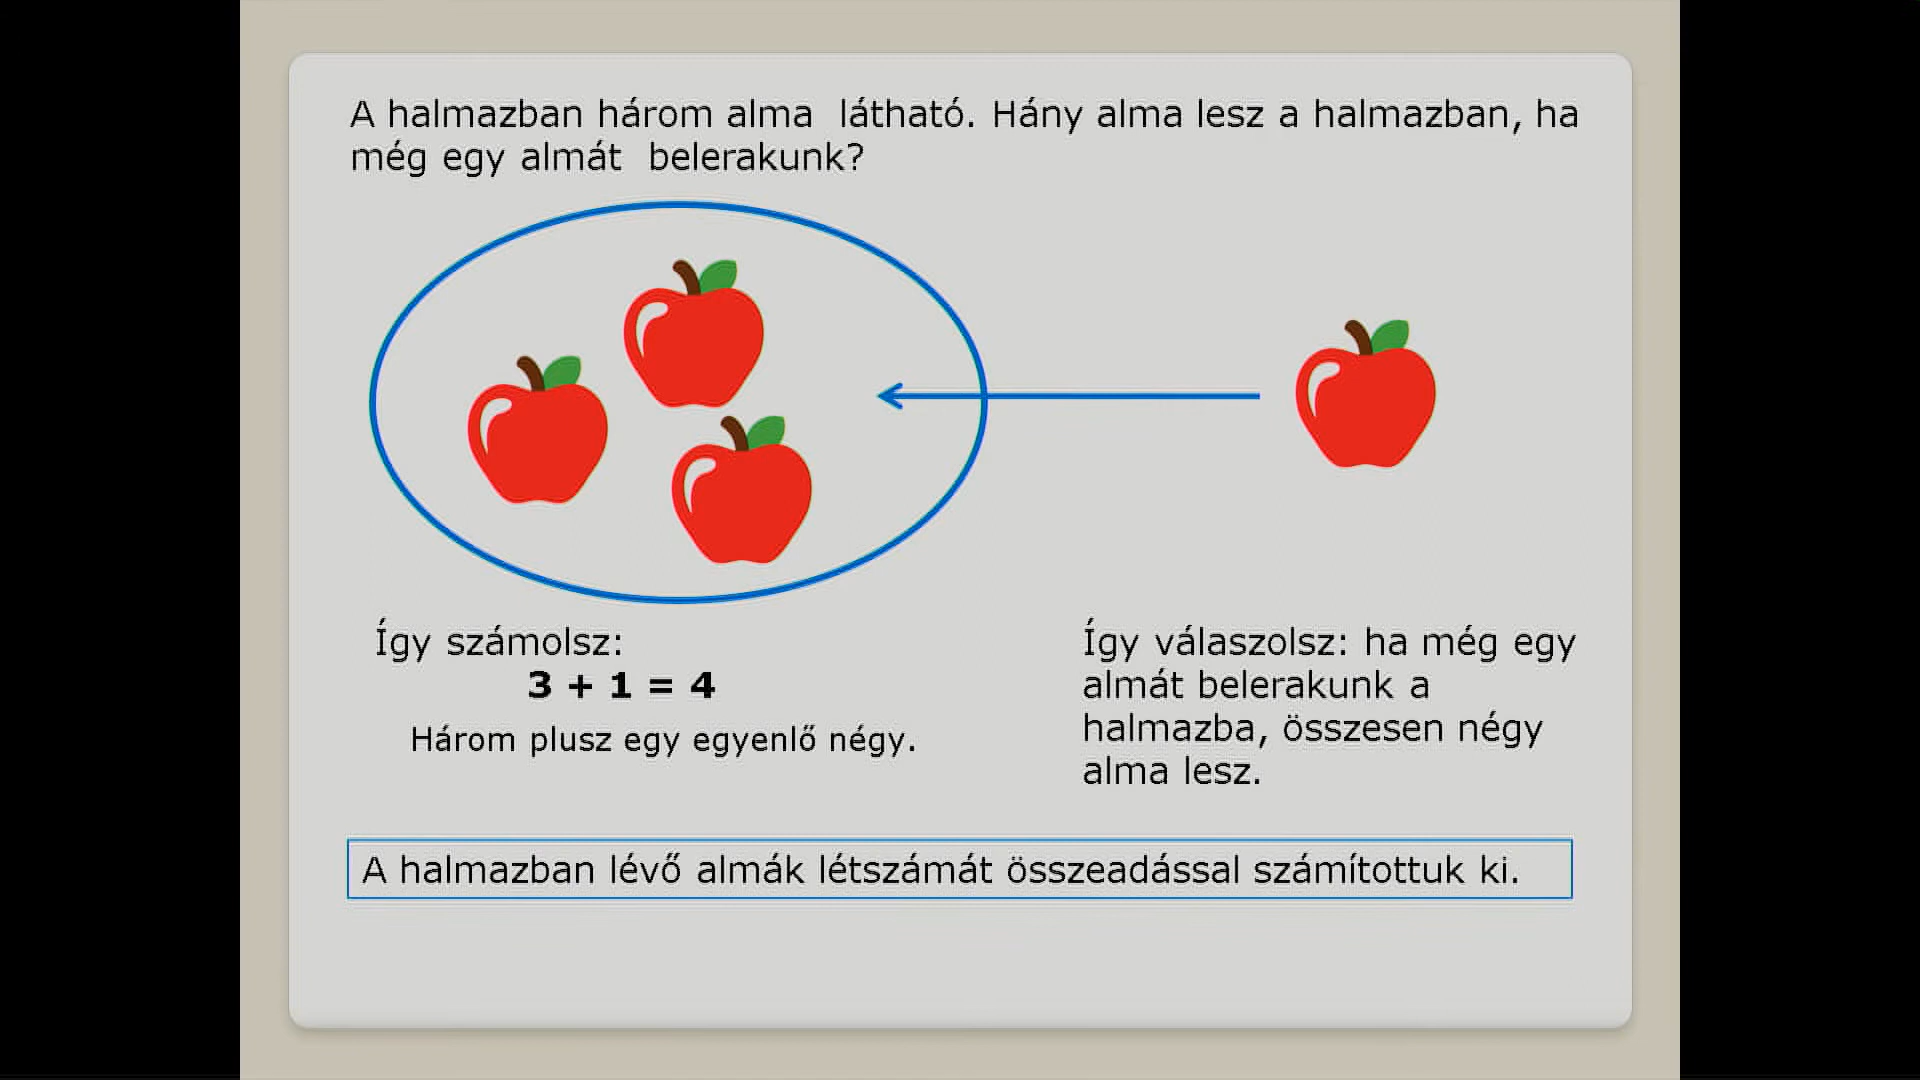 A halmazban három alma látható. Hány alma lesz a halmazban, ha
még egy almát belerakunk?
Így számolsz:
3 + 1 = 4
Három plusz egy egyenlő négy.
Így válaszolsz: ha még egy
almát belerakunk a
halmazba, összesen négy
alma lesz.
A halmazban lévő almák létszámát összeadással számítottuk ki.